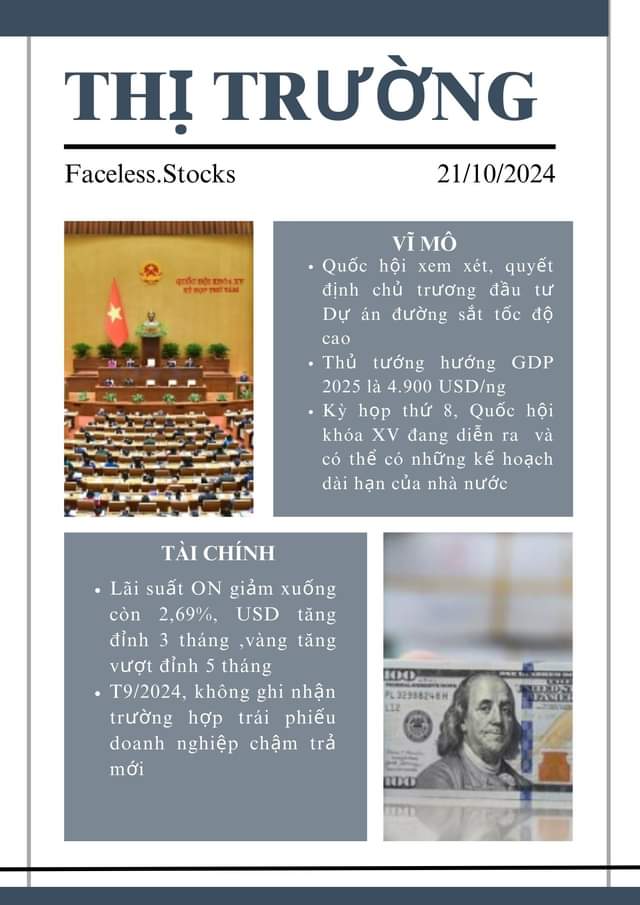 THỊ TRƯỜNG
Faceless.Stocks
21/10/2024
QUỐC HỘI KHÓA XV
KỲ HỌP THỨ TÁM
VĨ MÔ
• Quốc hội xem xét, quyết
định chủ trương đầu tư
Dự án đường sắt tốc độ
cao
• Thủ tướng hướng GDP
2025 là 4.900 USD/ng
• Kỳ họp thứ 8, Quốc hội
khóa XV đang diễn ra và
có thể có những kế hoạch
dài hạn của nhà nước
TÀI CHÍNH
• Lãi suất ON giảm xuống
còn 2,69%, USD tăng
đỉnh 3 tháng ,vàng tăng
vượt đỉnh 5 tháng
• T9/2024, không ghi nhận
trường hợp trái phiếu
doanh nghiệp chậm trả
mới
100
100